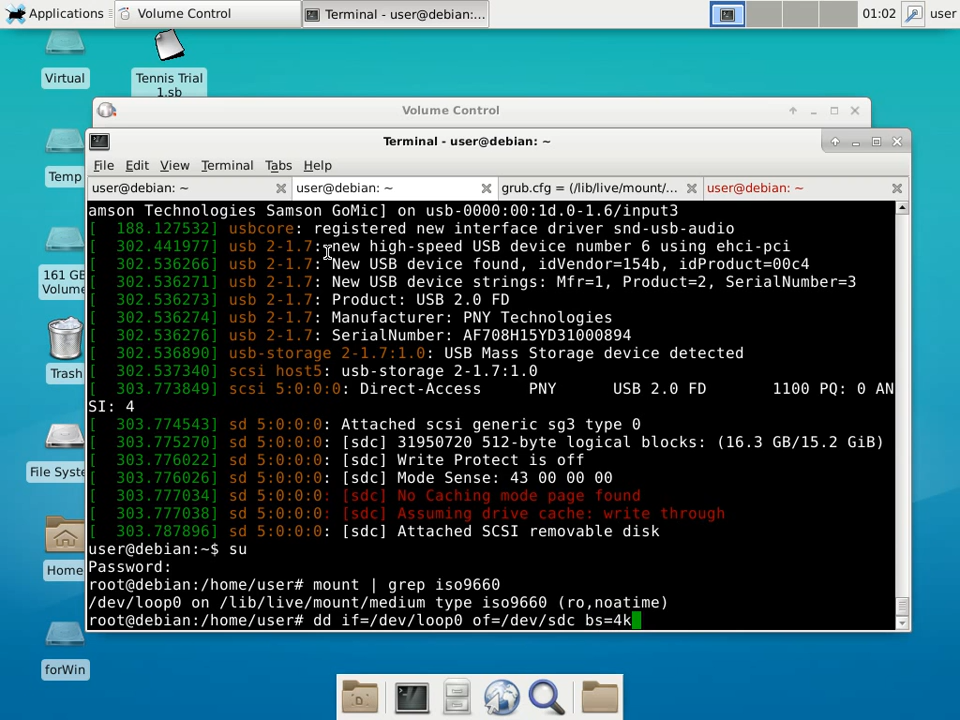 Applications
Volume Control
Terminal - user@debian:...
01:02
user
Virtual
Tennis Trial
1.sb
Temp
161 GB
Volume
Trash
File Syste
Home
forWin
Volume Control
Terminal - user@debian: ~
File Edit View Terminal Tabs Help
user@debian: ~
user@debian: ~
grub.cfg = (/lib/live/mount/...
user@debian: ~
amson Technologies Samson GoMic] on usb-0000:00:1d.0-1.6/input3
[  188.127532] usbcore: registered new interface driver snd-usb-audio
[  302.441977] usb 2-1.7: new high-speed USB device number 6 using ehci-pci
[  302.536266] usb 2-1.7: New USB device found, idVendor=154b, idProduct=00c4
[  302.536271] usb 2-1.7: New USB device strings: Mfr=1, Product=2, SerialNumber=3
[  302.536273] usb 2-1.7: Product: USB 2.0 FD
[  302.536274] usb 2-1.7: Manufacturer: PNY Technologies
[  302.536276] usb 2-1.7: SerialNumber: AF708H15YD31000894
[  302.536890] usb-storage 2-1.7:1.0: USB Mass Storage device detected
[  302.537340] scsi host5: usb-storage 2-1.7:1.0
[  303.773849] scsi 5:0:0:0: Direct-Access     PNY      USB 2.0 FD       1100 PQ: 0 AN
SI: 4
[  303.774543] sd 5:0:0:0: Attached scsi generic sg3 type 0
[  303.775270] sd 5:0:0:0: [sdc] 31950720 512-byte logical blocks: (16.3 GB/15.2 GiB)
[  303.776022] sd 5:0:0:0: [sdc] Write Protect is off
[  303.776026] sd 5:0:0:0: [sdc] Mode Sense: 43 00 00 00
[  303.777034] sd 5:0:0:0: [sdc] No Caching mode page found
[  303.777038] sd 5:0:0:0: [sdc] Assuming drive cache: write through
[  303.787896] sd 5:0:0:0: [sdc] Attached SCSI removable disk
user@debian:~$ su
Password:
root@debian:/home/user# mount | grep iso9660
/dev/loop0 on /lib/live/mount/medium type iso9660 (ro,noatime)
root@debian:/home/user# dd if=/dev/loop0 of=/dev/sdc bs=4k